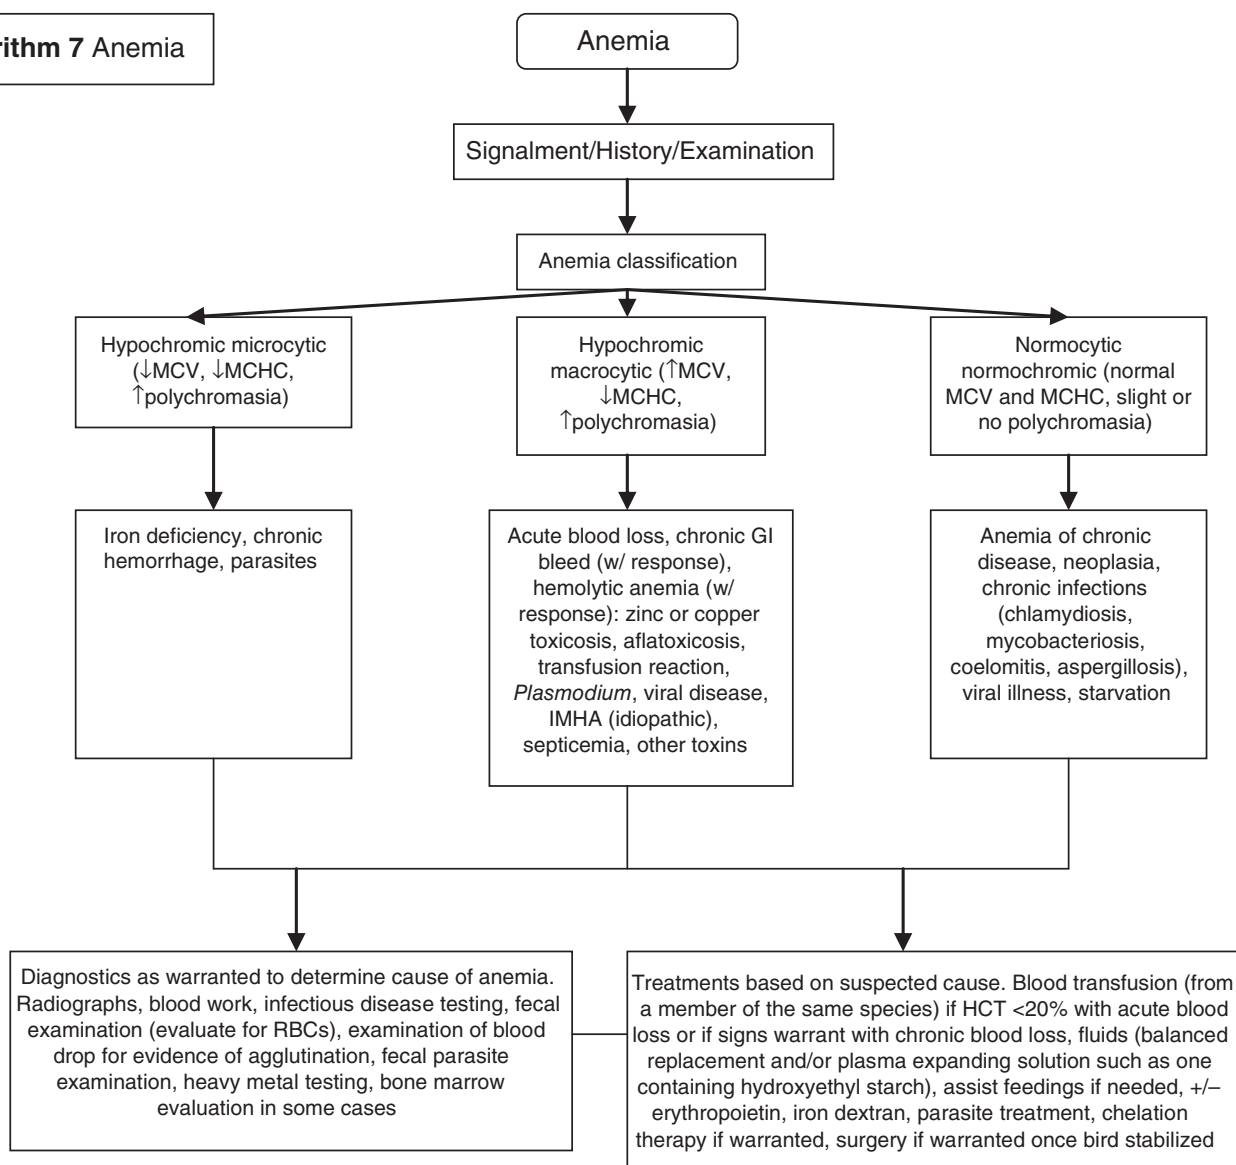 rithm 7 Anemia
Anemia
Signalment/History/Examination
Anemia classification
Hypochromic microcytic
(↓MCV, ↓MCHC,
↑polychromasia)
Hypochromic
macrocytic (↑MCV,
↓MCHC,
↑polychromasia)
Normocytic
normochromic (normal
MCV and MCHC, slight or
no polychromasia)
Iron deficiency, chronic
hemorrhage, parasites
Acute blood loss, chronic GI
bleed (w/ response),
hemolytic anemia (w/
response): zinc or copper
toxicosis, aflatoxicosis,
transfusion reaction,
Plasmodium, viral disease,
IMHA (idiopathic),
septicemia, other toxins
Anemia of chronic
disease, neoplasia,
chronic infections
(chlamydiosis,
mycobacteriosis,
coelomitis, aspergillosis),
viral illness, starvation
Diagnostics as warranted to determine cause of anemia.
Radiographs, blood work, infectious disease testing, fecal
examination (evaluate for RBCs), examination of blood
drop for evidence of agglutination, fecal parasite
examination, heavy metal testing, bone marrow
evaluation in some cases
Treatments based on suspected cause. Blood transfusion (from
a member of the same species) if HCT <20% with acute blood
loss or if signs warrant with chronic blood loss, fluids (balanced
replacement and/or plasma expanding solution such as one
containing hydroxyethyl starch), assist feedings if needed, +/–
erythropoietin, iron dextran, parasite treatment, chelation
therapy if warranted, surgery if warranted once bird stabilized